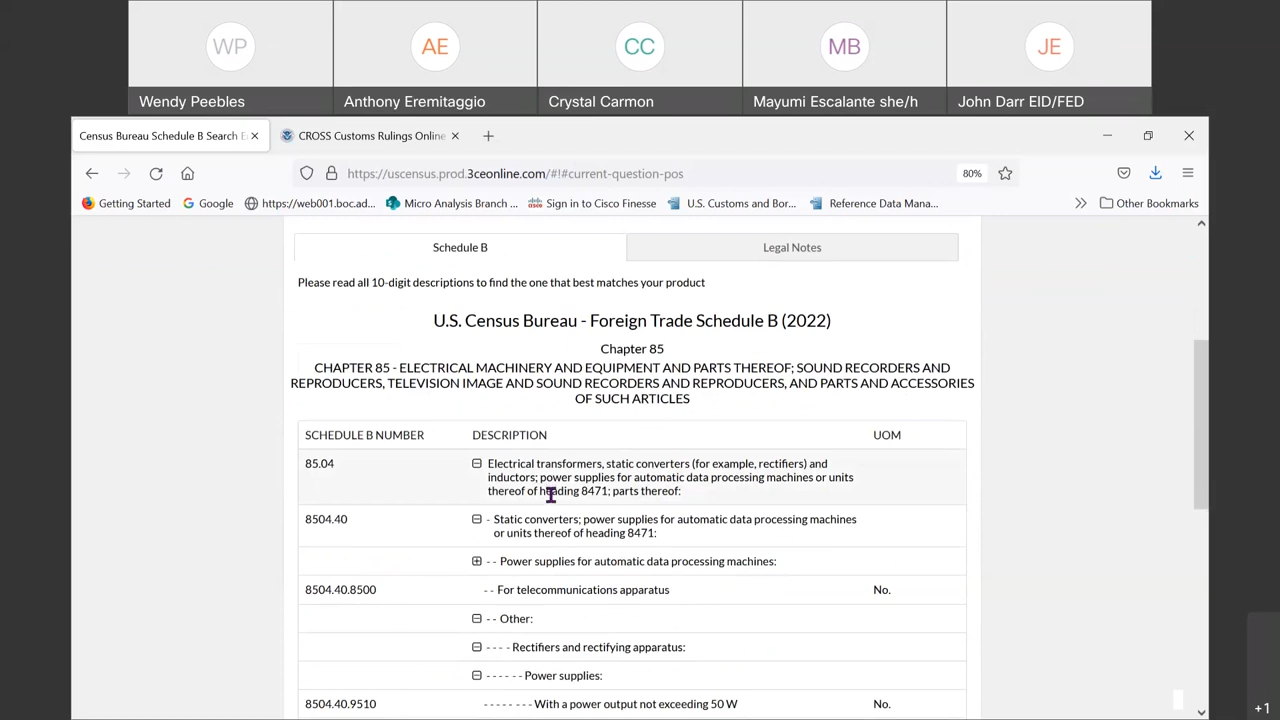 WP
AE
CC
MB
JE
Wendy Peebles
Anthony Eremitaggio
Crystal Carmon
Mayumi Escalante she/h
John Darr EID/FED
Census Bureau Schedule B Search E
CROSS Customs Rulings Online
https://uscensus.prod.3ceonline.com/#!#current-question-pos
80%
Getting Started
Google
https://web001.boc.ad...
Micro Analysis Branch ...
Sign in to Cisco Finesse
U.S. Customs and Bor...
Reference Data Mana...
Other Bookmarks
Schedule B
Legal Notes
Please read all 10-digit descriptions to find the one that best matches your product
U.S. Census Bureau - Foreign Trade Schedule B (2022)
Chapter 85
CHAPTER 85 - ELECTRICAL MACHINERY AND EQUIPMENT AND PARTS THEREOF; SOUND RECORDERS AND
REPRODUCERS, TELEVISION IMAGE AND SOUND RECORDERS AND REPRODUCERS, AND PARTS AND ACCESSORIES
OF SUCH ARTICLES
SCHEDULE B NUMBER DESCRIPTION UOM
85.04 Electrical transformers, static converters (for example, rectifiers) and
inductors; power supplies for automatic data processing machines or units
thereof of heading 8471; parts thereof:
8504.40 - Static converters; power supplies for automatic data processing machines
or units thereof of heading 8471:
- - Power supplies for automatic data processing machines:
8504.40.8500 - - For telecommunications apparatus No.
- - Other:
- - - - Rectifiers and rectifying apparatus:
- - - - - - Power supplies:
8504.40.9510 - - - - - - - - With a power output not exceeding 50 W No.
+1